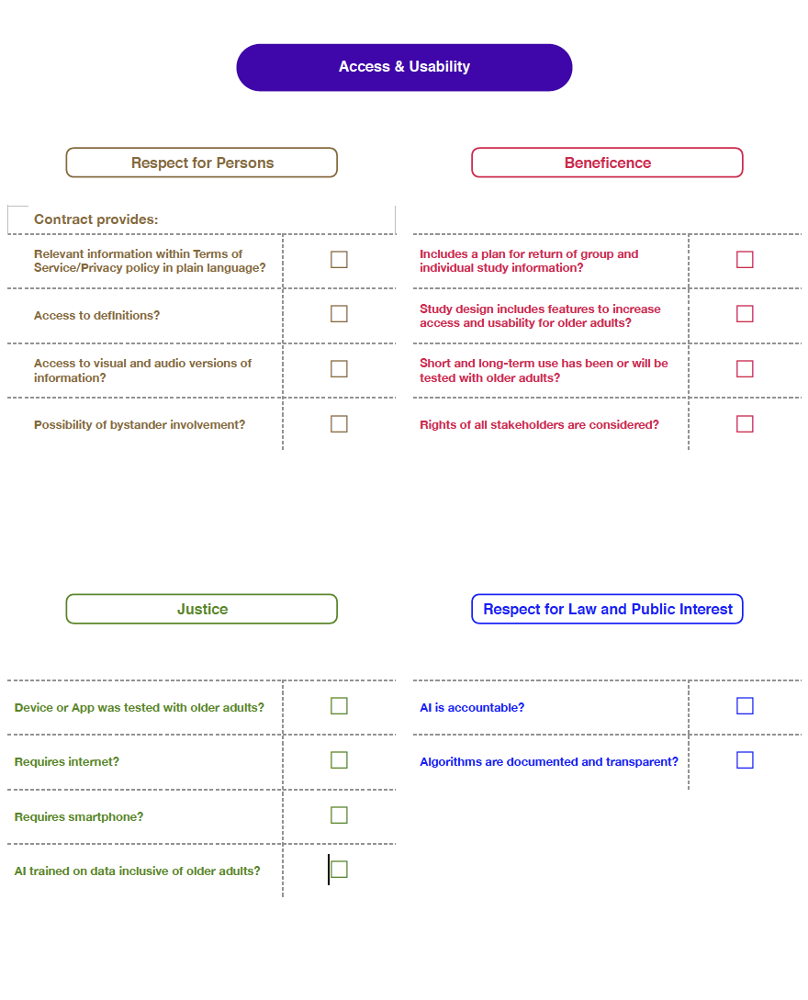 Access & Usability
Respect for Persons
Contract provides:
Relevant information within Terms of
Service/Privacy policy in plain language?
Access to definitions?
Access to visual and audio versions of
information?
Possibility of bystander involvement?
Beneficence
Includes a plan for return of group and
individual study information?
Study design includes features to increase
access and usability for older adults?
Short and long-term use has been or will be
tested with older adults?
Rights of all stakeholders are considered?
Justice
Device or App was tested with older adults?
Requires internet?
Requires smartphone?
AI trained on data inclusive of older adults?
Respect for Law and Public Interest
AI is accountable?
Algorithms are documented and transparent?